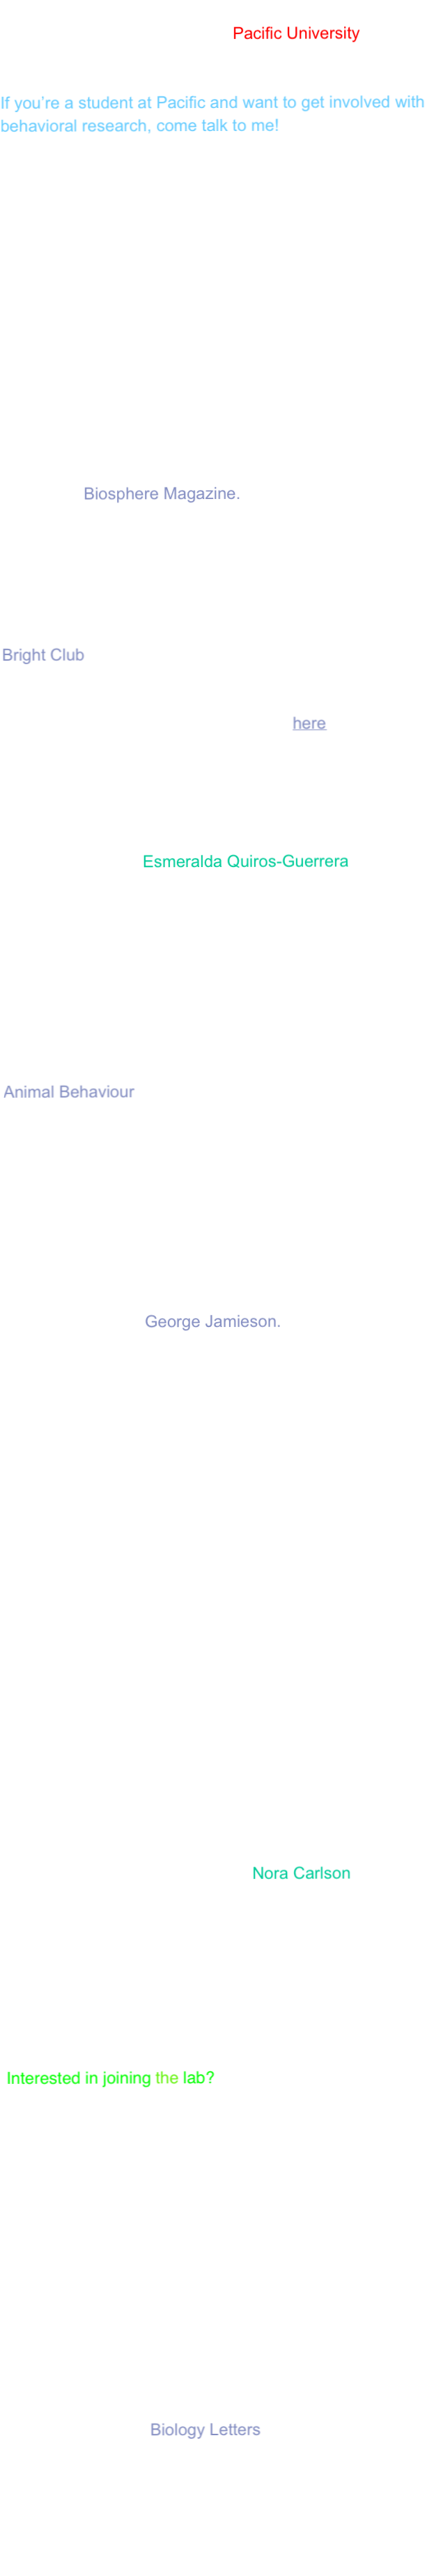 Pacific University
If you're a student at Pacific and want to get involved with
behavioral research, come talk to me!
Biosphere Magazine.
Bright Club
here
Esmeralda Quiros-Guerrera
Animal Behaviour
George Jamieson.
Nora Carlson
Interested in joining the lab?
Biology Letters